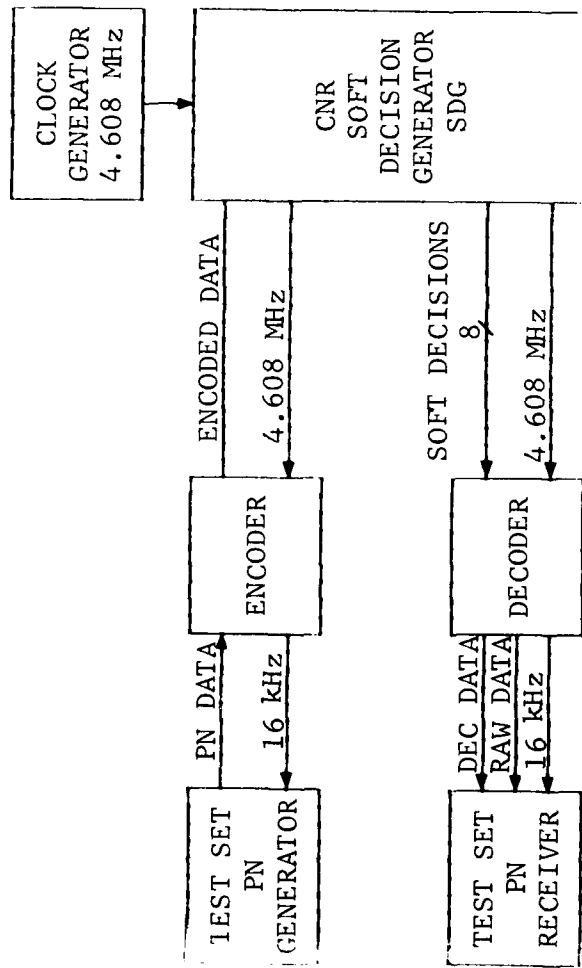 CLOCK
GENERATOR
4.608 MHz
TEST SET
PN
GENERATOR
PN DATA
16 kHz
ENCODER
ENCODED DATA
4.608 MHz
CNR
SOFT
DECISION
GENERATOR
SDG
TEST SET
PN
RECEIVER
DEC DATA
RAW DATA
16 kHz
DECODER
SOFT DECISIONS
8
4.608 MHz